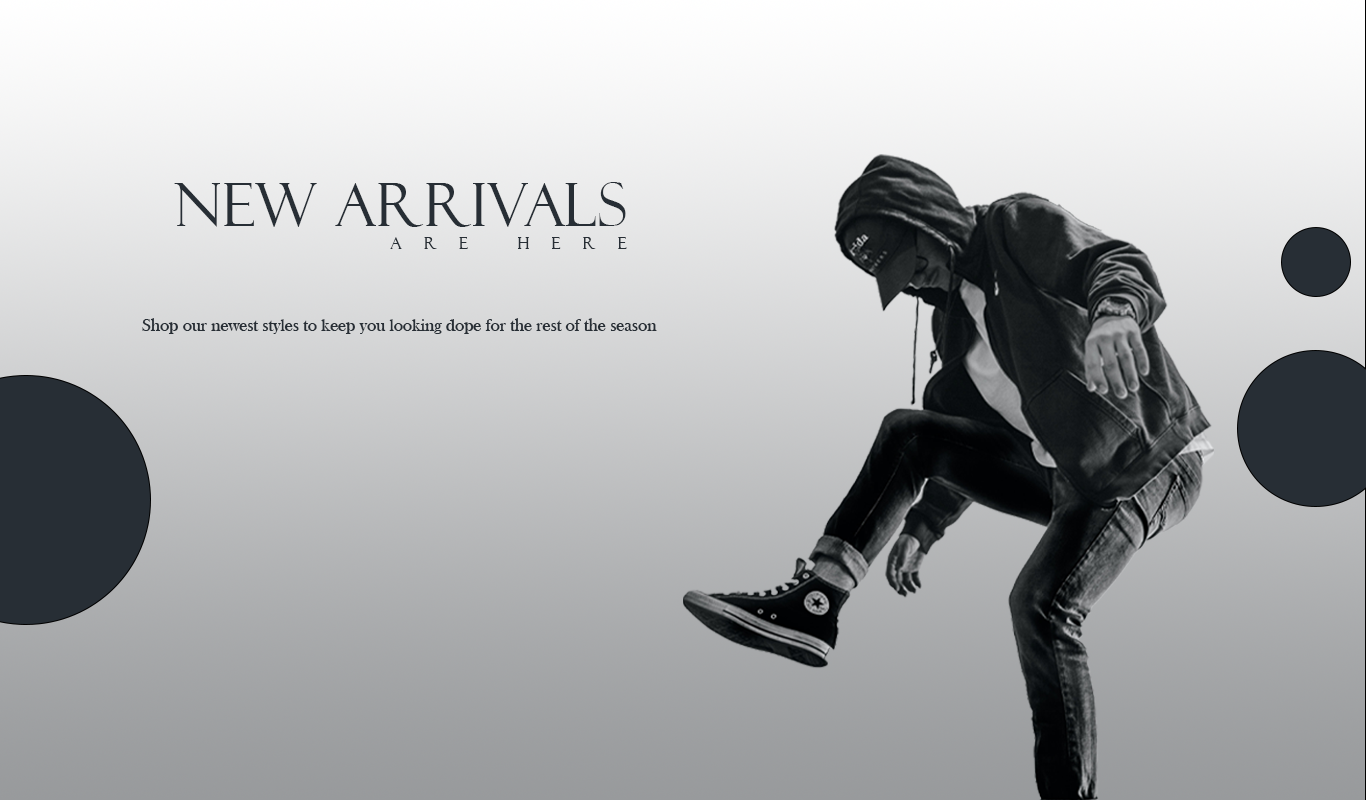 NEW ARRIVALS
ARE HERE
Shop our newest styles to keep you looking dope for the rest of the season